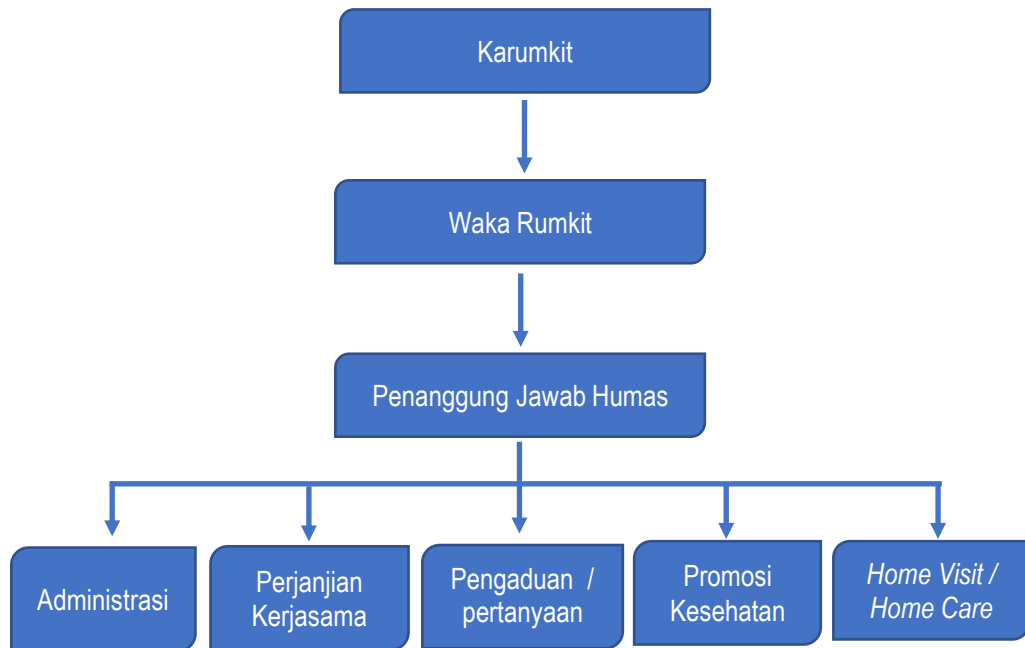 Karumkit
Waka Rumkit
Penanggung Jawab Humas
Administrasi
Perjanjian
Kerjasama
Pengaduan / 
pertanyaan
Promosi
Kesehatan
Home Visit /
Home Care